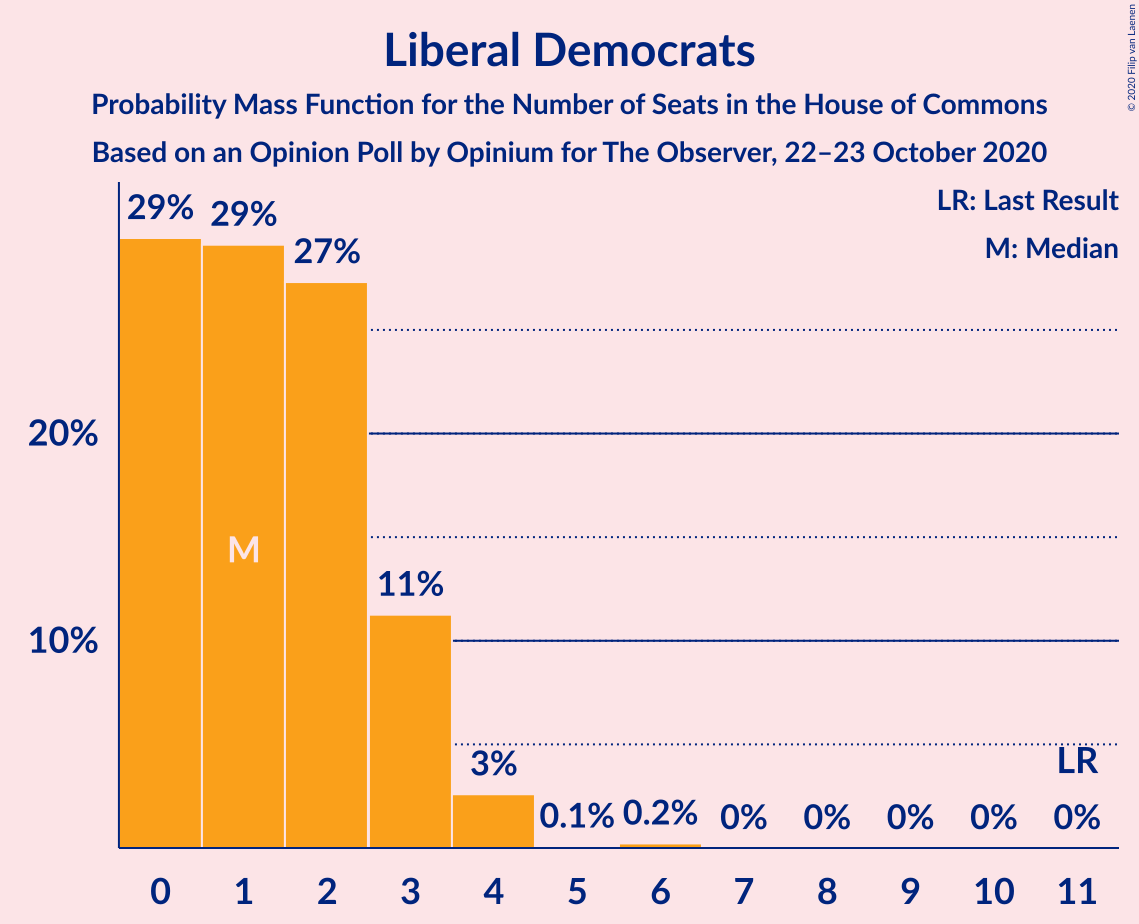 Liberal Democrats
Probability Mass Function for the Number of Seats in the House of Commons
Based on an Opinion Poll by Opinium for The Observer, 22–23 October 2020
© 2020 Filip van Laenen
LR: Last Result
M: Median
29% 29% 27% 11% 3% 0.1% 0.2% 0% 0% 0% 0% 0%
LR
M
20%
10%
0 1 2 3 4 5 6 7 8 9 10 11